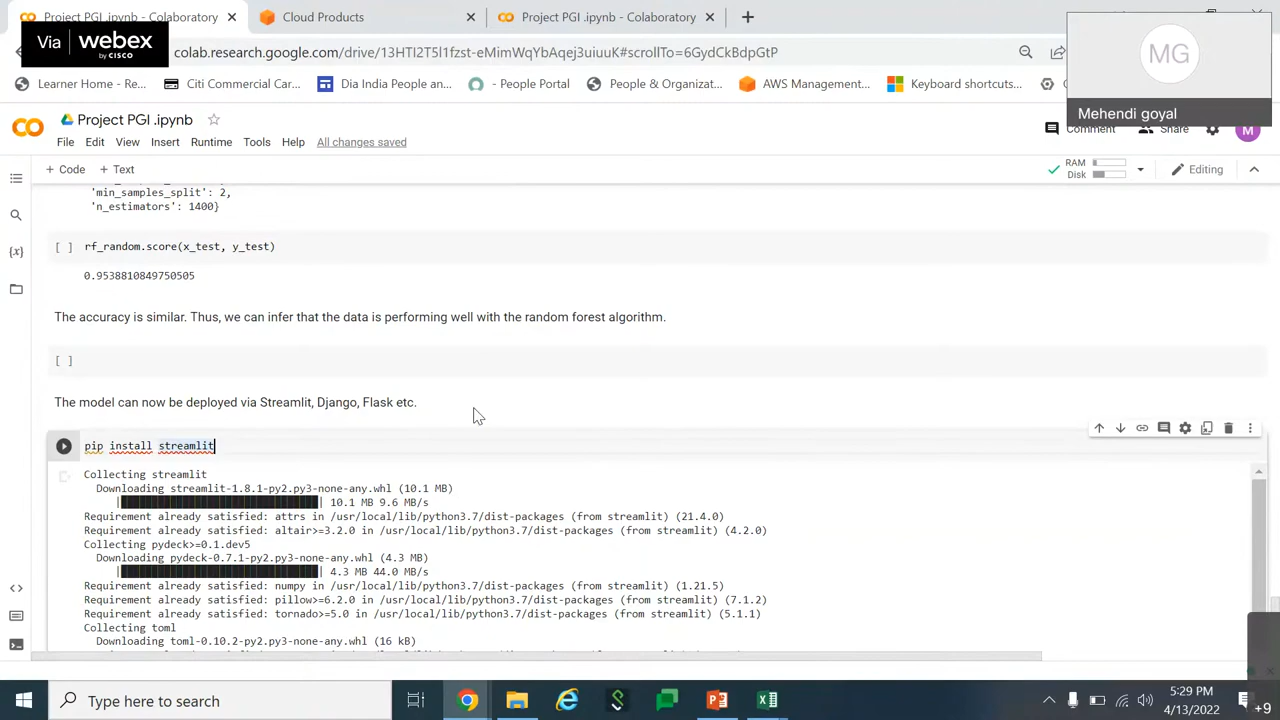 Project PGI .ipynb - Colaboratory
Cloud Products
Project PGI .ipynb - Colaboratory
Via webex
by CISCO
colab.research.google.com/drive/13HTI2T5I1fzst-eMimWqYbAqej3uiuuK#scrollTo=6GydCkBdpGtP
MG
Mehendi goyal
Learner Home - Re...
Citi Commercial Car...
Dia India People an...
- People Portal
People & Organizat...
AWS Management...
Keyboard shortcuts...
Project PGI .ipynb
Comment
Share
M
File Edit View Insert Runtime Tools Help All changes saved
+ Code + Text
RAM
Disk
Editing
'min_samples_split': 2,
'n_estimators': 1400}
[ ] rf_random.score(x_test, y_test)
0.9538810849750505
The accuracy is similar. Thus, we can infer that the data is performing well with the random forest algorithm.
[ ]
The model can now be deployed via Streamlit, Django, Flask etc.
pip install streamlit
Collecting streamlit
Downloading streamlit-1.8.1-py2.py3-none-any.whl (10.1 MB)
| 10.1 MB 9.6 MB/s
Requirement already satisfied: attrs in /usr/local/lib/python3.7/dist-packages (from streamlit) (21.4.0)
Requirement already satisfied: altair>=3.2.0 in /usr/local/lib/python3.7/dist-packages (from streamlit) (4.2.0)
Collecting pydeck>=0.1.dev5
Downloading pydeck-0.7.1-py2.py3-none-any.whl (4.3 MB)
| 4.3 MB 44.0 MB/s
Requirement already satisfied: numpy in /usr/local/lib/python3.7/dist-packages (from streamlit) (1.21.5)
Requirement already satisfied: pillow>=6.2.0 in /usr/local/lib/python3.7/dist-packages (from streamlit) (7.1.2)
Requirement already satisfied: tornado>=5.0 in /usr/local/lib/python3.7/dist-packages (from streamlit) (5.1.1)
Collecting toml
Downloading toml-0.10.2-py2.py3-none-any.whl (16 kB)
Type here to search
5:29 PM
4/13/2022
+9